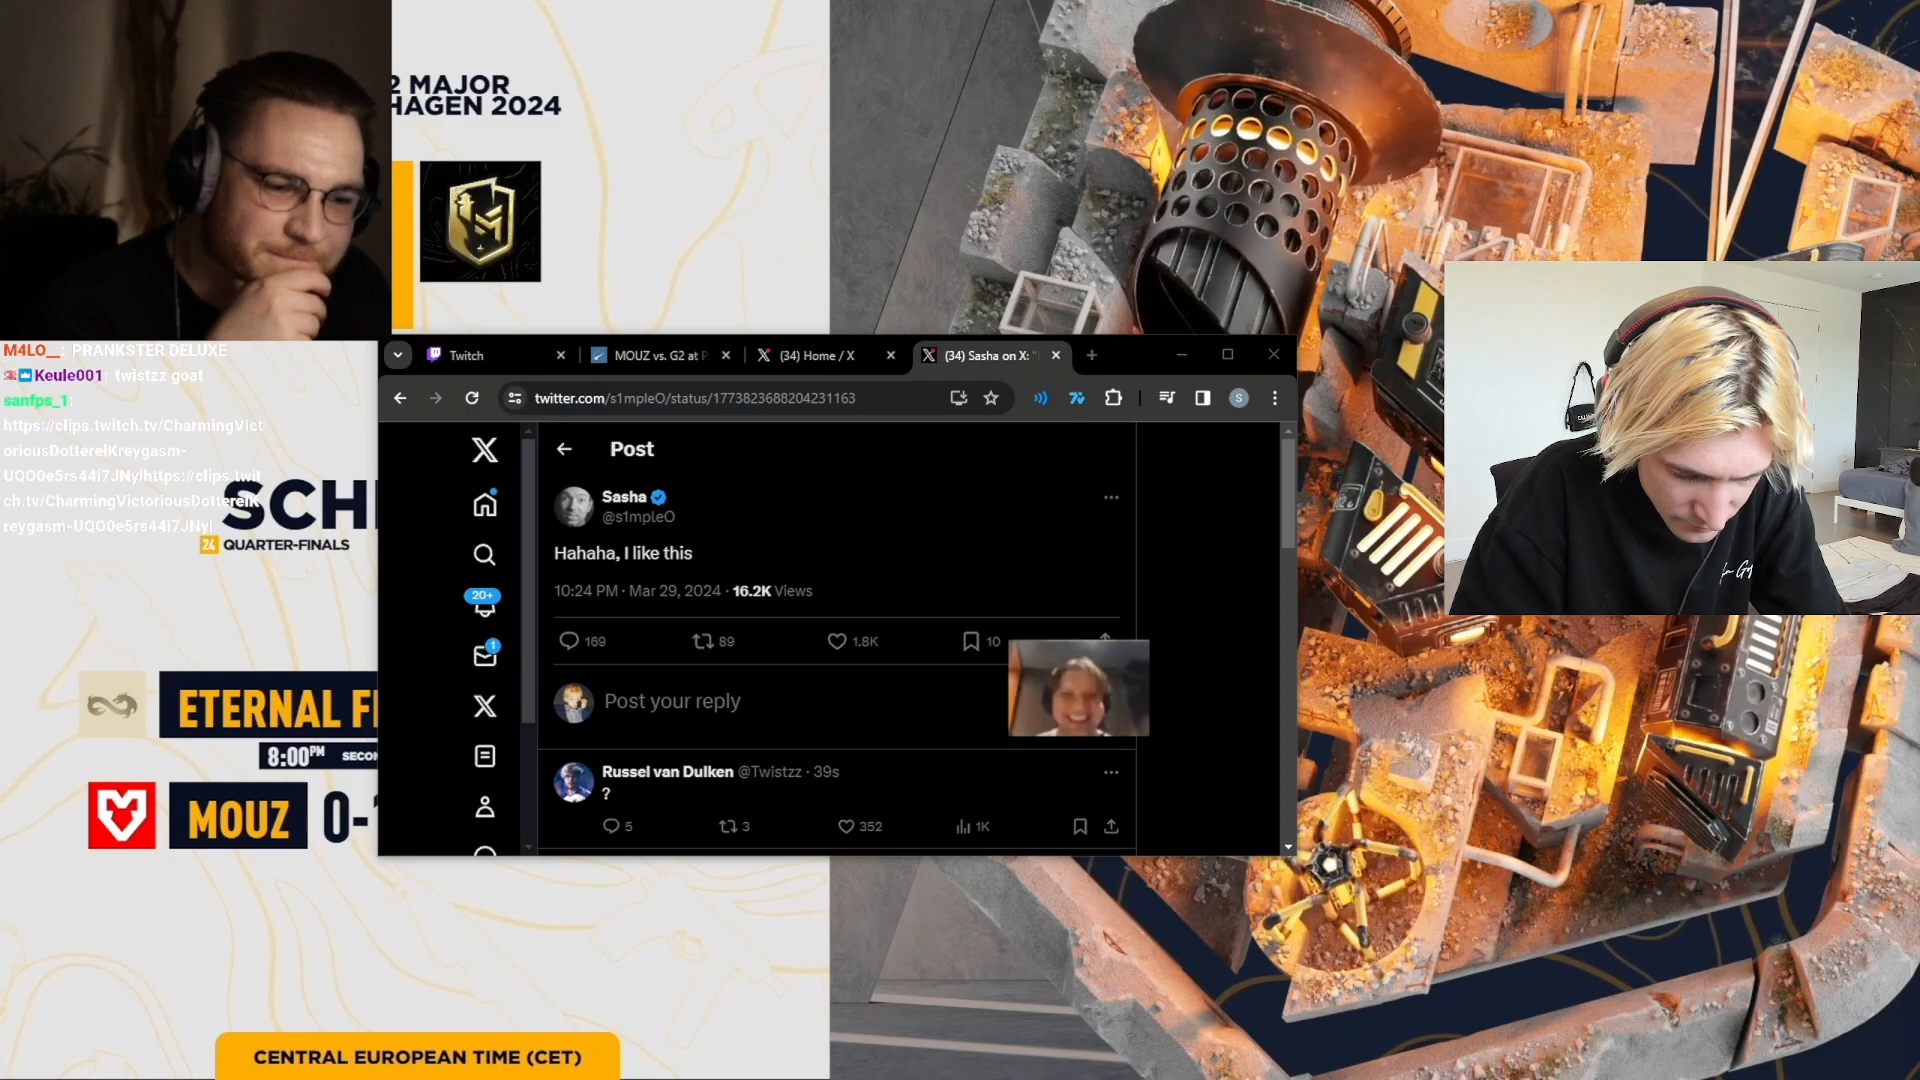 2 MAJOR
HAGEN 2024
M4LO__: PRANKSTER DELUXE
Keule001: twistzz goat
sanfps_1:
https://clips.twitch.tv/CharmingVict
oriousDotterelKreygasm-
UQO0e5rs44i7JNylhttps://clips.twit
ch.tv/CharmingVictoriousDotterelK
reygasm-UQO0e5rs44i7JNyl
SCH
24 QUARTER-FINALS
ETERNAL FI
8:00PM SECON
MOUZ 0-
CENTRAL EUROPEAN TIME (CET)
Twitch
MOUZ vs. G2 at P
(34) Home / X
(34) Sasha on X: "
twitter.com/s1mpleO/status/1773823688204231163
S
Post
20+
1
Sasha
@s1mpleO
Hahaha, I like this
10:24 PM · Mar 29, 2024 · 16.2K Views
169 89 1.8K 10
Post your reply
Russel van Dulken @Twistzz · 39s
?
5 3 352 1K